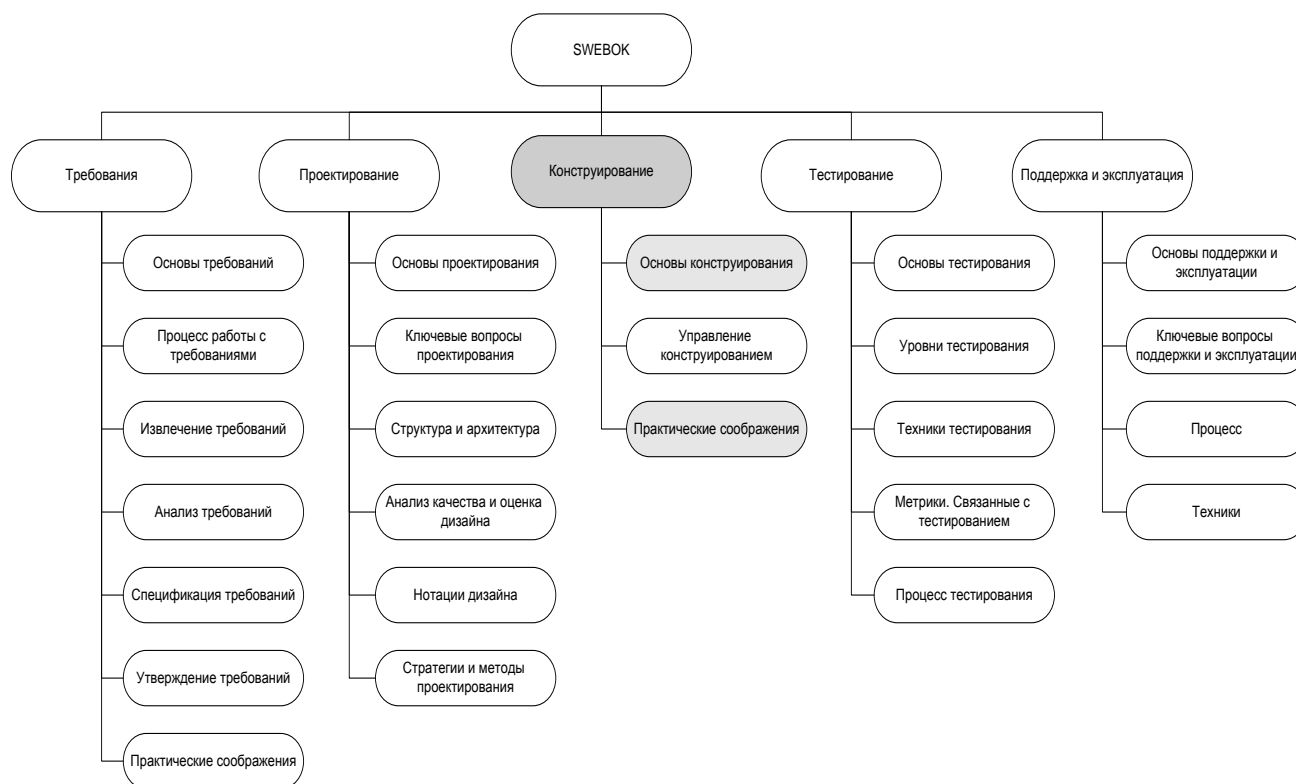 SWEBOK
Требования
Проектирование
Конструирование
Тестирование
Поддержка и эксплуатация
Основы требований
Процесс работы с
требованиями
Извлечение требований
Анализ требований
Спецификация требований
Утверждение требований
Практические соображения
Основы проектирования
Ключевые вопросы
проектирования
Структура и архитектура
Анализ качества и оценка
дизайна
Нотации дизайна
Стратегии и методы
проектирования
Основы конструирования
Управление
конструированием
Практические соображения
Основы тестирования
Уровни тестирования
Техники тестирования
Метрики. Связанные с
тестированием
Процесс тестирования
Основы поддержки и
эксплуатации
Ключевые вопросы
поддержки и эксплуатации
Процесс
Техники